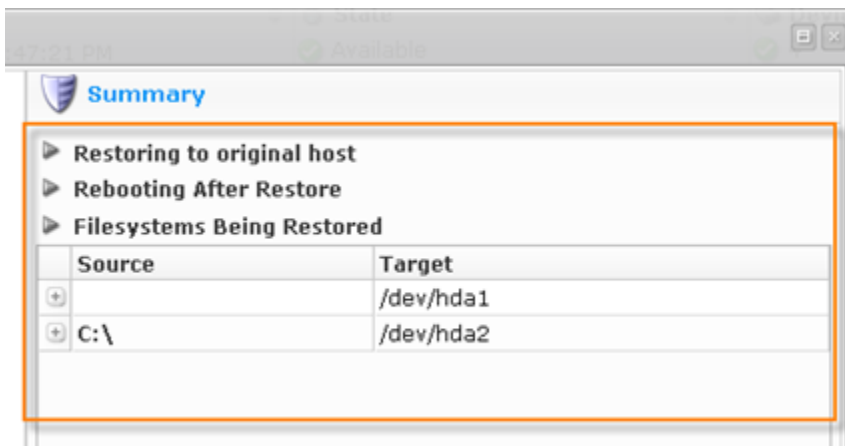 State
47:21 PM Available
Summary
Restoring to original host
Rebooting After Restore
Filesystems Being Restored
Source Target
/dev/hda1
C:\ /dev/hda2